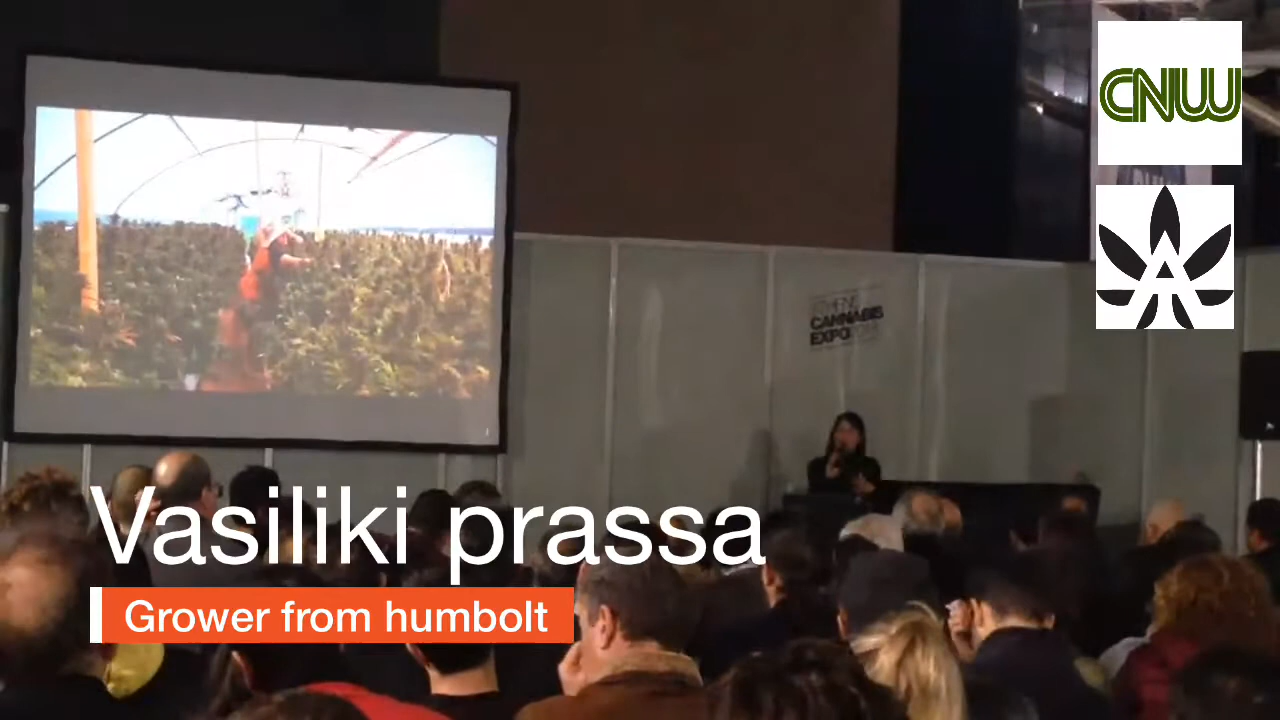 CNW
CANNABIS
EXPO
Vasiliki prassa
Grower from humbolt